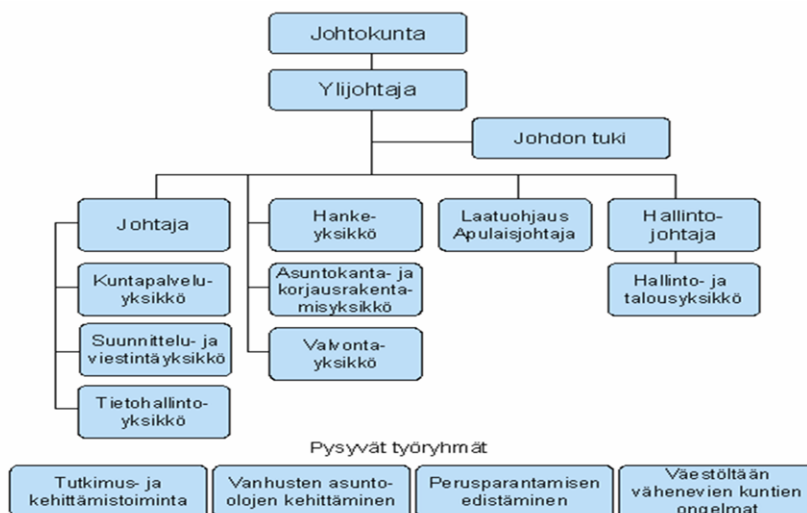 Johtokunta
Ylijohtaja
Johdon tuki
Johtaja
Kuntapalvelu-
yksikkö
Suunnittelu- ja
viestintäyksikkö
Tietohallinto-
yksikkö
Hanke-
yksikkö
Asuntokanta- ja
korjausrakenta-
misyksikkö
Valvonta-
yksikkö
Laatuohjaus
Apulaisjohtaja
Hallinto-
johtaja
Hallinto- ja
talousyksikkö
Pysyvät työryhmät
Tutkimus- ja
kehittämistoiminta
Vanhusten asunto-
olojen kehittäminen
Perusparantamisen
edistäminen
Väestöltään
vähenevien kuntien
ongelmat